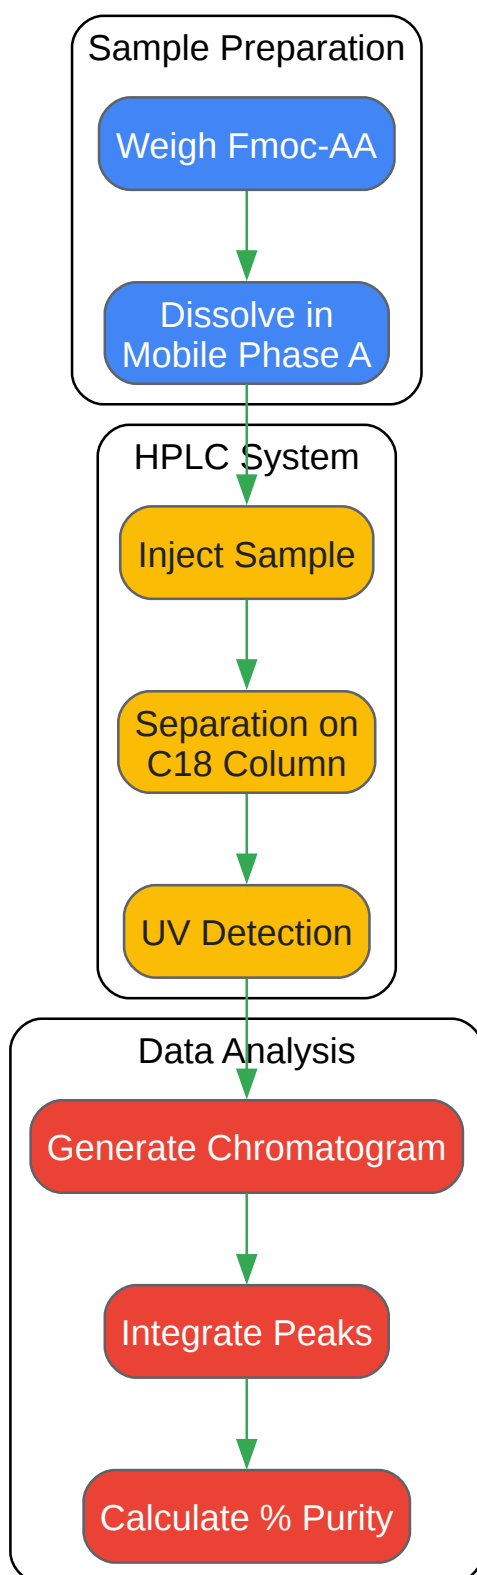 Sample Preparation
Weigh Fmoc-AA
Dissolve in
Mobile Phase A
HPLC System
Inject Sample
Separation on
C18 Column
UV Detection
Data Analysis
Generate Chromatogram
Integrate Peaks
Calculate % Purity